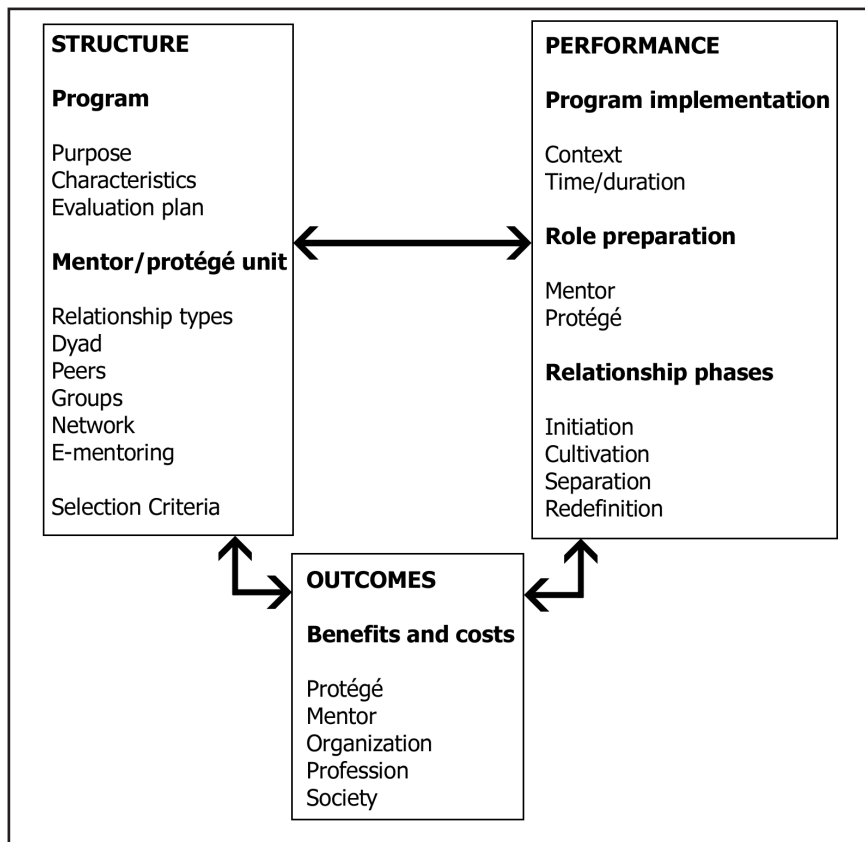 STRUCTURE
Program
Purpose
Characteristics
Evaluation plan
Mentor/protégé unit
Relationship types
Dyad
Peers
Groups
Network
E-mentoring
Selection Criteria
PERFORMANCE
Program implementation
Context
Time/duration
Role preparation
Mentor
Protégé
Relationship phases
Initiation
Cultivation
Separation
Redefinition
OUTCOMES
Benefits and costs
Protégé
Mentor
Organization
Profession
Society